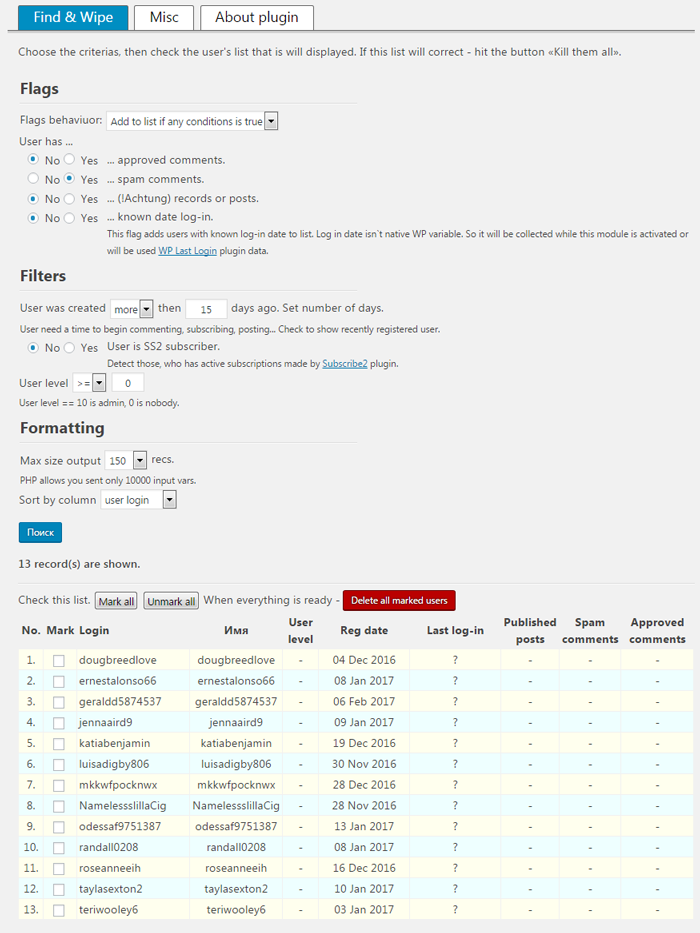 Find & Wipe Misc About plugin
Choose the criterias, then check the user's list that is will displayed. If this list will correct - hit the button «Kill them all».
Flags
Flags behaviuor: Add to list if any conditions is true
User has ...
No Yes ... approved comments.
No Yes ... spam comments.
No Yes ... (!Achtung) records or posts.
No Yes ... known date log-in.
This flag adds users with known log-in date to list. Log in date isn`t native WP variable. So it will be collected while this module is activated or
will be used WP Last Login plugin data.
Filters
User was created more then 15 days ago. Set number of days.
User need a time to begin commenting, subscribing, posting... Check to show recently registered user.
No Yes User is SS2 subscriber.
Detect those, who has active subscriptions made by Subscribe2 plugin.
User level >= 0
User level == 10 is admin, 0 is nobody.
Formatting
Max size output 150 recs.
PHP allows you sent only 10000 input vars.
Sort by column user login
Поиск
13 record(s) are shown.
Check this list. Mark all Unmark all When everything is ready - Delete all marked users
No. Mark Login Имя User level Reg date Last log-in Published posts Spam comments Approved comments
1. dougbreedlove dougbreedlove - 04 Dec 2016 ? - - -
2. ernestalonso66 ernestalonso66 - 08 Jan 2017 ? - - -
3. geraldd5874537 geraldd5874537 - 06 Feb 2017 ? - - -
4. jennaaird9 jennaaird9 - 09 Jan 2017 ? - - -
5. katiabenjamin katiabenjamin - 19 Dec 2016 ? - - -
6. luisadigby806 luisadigby806 - 30 Nov 2016 ? - - -
7. mkkwfpocknwx mkkwfpocknwx - 28 Dec 2016 ? - - -
8. NamelessslillaCig NamelessslillaCig - 28 Nov 2016 ? - - -
9. odessaf9751387 odessaf9751387 - 13 Jan 2017 ? - - -
10. randall0208 randall0208 - 08 Jan 2017 ? - - -
11. roseanneih roseanneih - 16 Dec 2016 ? - - -
12. taylasexton2 taylasexton2 - 10 Jan 2017 ? - - -
13. teriwooley6 teriwooley6 - 03 Jan 2017 ? - - -